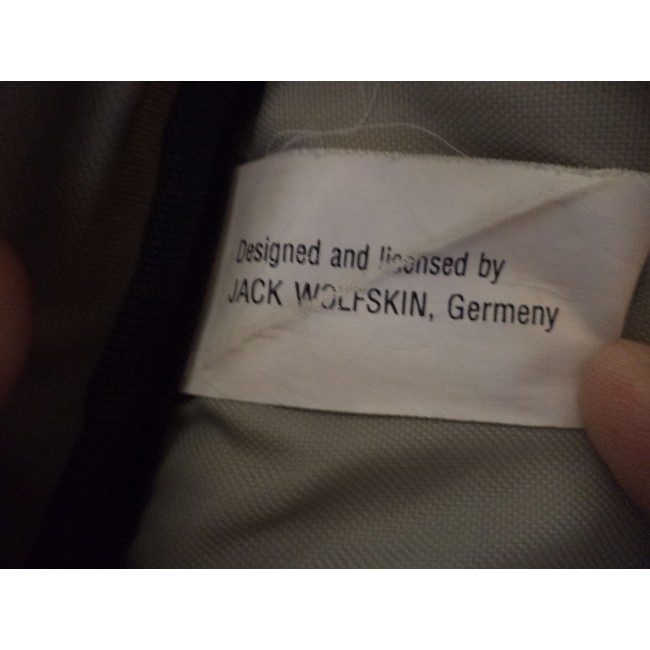 Designed and licensed by
JACK WOLFSKIN, Germeny